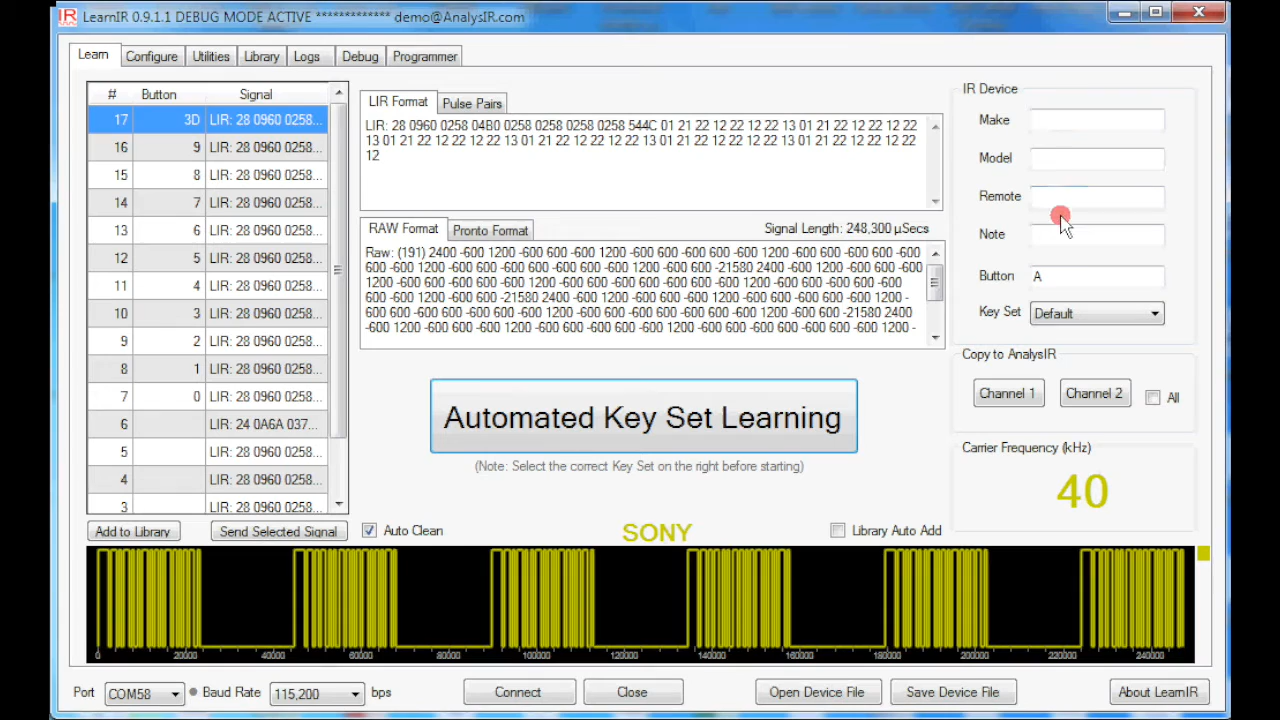 IR LearnIR 0.9.1.1 DEBUG MODE ACTIVE ************* demo@AnalysIR.com
Learn Configure Utilities Library Logs Debug Programmer
# Button Signal
17 3D LIR: 28 0960 0258...
16 9 LIR: 28 0960 0258...
15 8 LIR: 28 0960 0258...
14 7 LIR: 28 0960 0258...
13 6 LIR: 28 0960 0258...
12 5 LIR: 28 0960 0258...
11 4 LIR: 28 0960 0258...
10 3 LIR: 28 0960 0258...
9 2 LIR: 28 0960 0258...
8 1 LIR: 28 0960 0258...
7 0 LIR: 28 0960 0258...
6 LIR: 24 0A6A 037...
5 LIR: 28 0960 0258...
4 LIR: 28 0960 0258...
3 LIR: 28 0960 0258...
Add to Library Send Selected Signal
LIR Format Pulse Pairs
LIR: 28 0960 0258 04B0 0258 0258 0258 0258 544C 01 21 22 12 22 12 22 13 01 21 22 12 22 12 22
13 01 21 22 12 22 12 22 13 01 21 22 12 22 12 22 13 01 21 22 12 22 12 22 13 01 21 22 12 22 12 22
12
RAW Format Pronto Format Signal Length: 248,300 µSecs
Raw: (191) 2400 -600 1200 -600 600 -600 1200 -600 600 -600 600 -600 600 -600 1200 -600 600 -600
600 -600 1200 -600 600 -600 600 -600 600 -600 600 -21580 2400 -600 1200 -600 600 -600
1200 -600 600 -600 600 -600 600 -600 1200 -600 600 -600 600 -600 1200 -600 600 -600 600 -600
600 -600 1200 -600 600 -21580 2400 -600 1200 -600 600 -600 1200 -600 600 -600 600 -600 1200 -
600 600 -600 1200 -600 600 -600 600 -600 600 -600 600 -600 1200 -600 600 -21580 2400
-600 1200 -600 600 -600 1200 -600 600 -600 600 -600 1200 -600 600 -600 1200 -
Automated Key Set Learning
(Note: Select the correct Key Set on the right before starting)
Auto Clean SONY Library Auto Add
IR Device
Make
Model
Remote
Note
Button A
Key Set Default
Copy to AnalysIR
Channel 1 Channel 2 All
Carrier Frequency (kHz)
40
0 20000 40000 60000 80000 100000 120000 140000 160000 180000 200000 220000 240000
Port COM58 Baud Rate 115,200 bps Connect Close Open Device File Save Device File About LearnIR